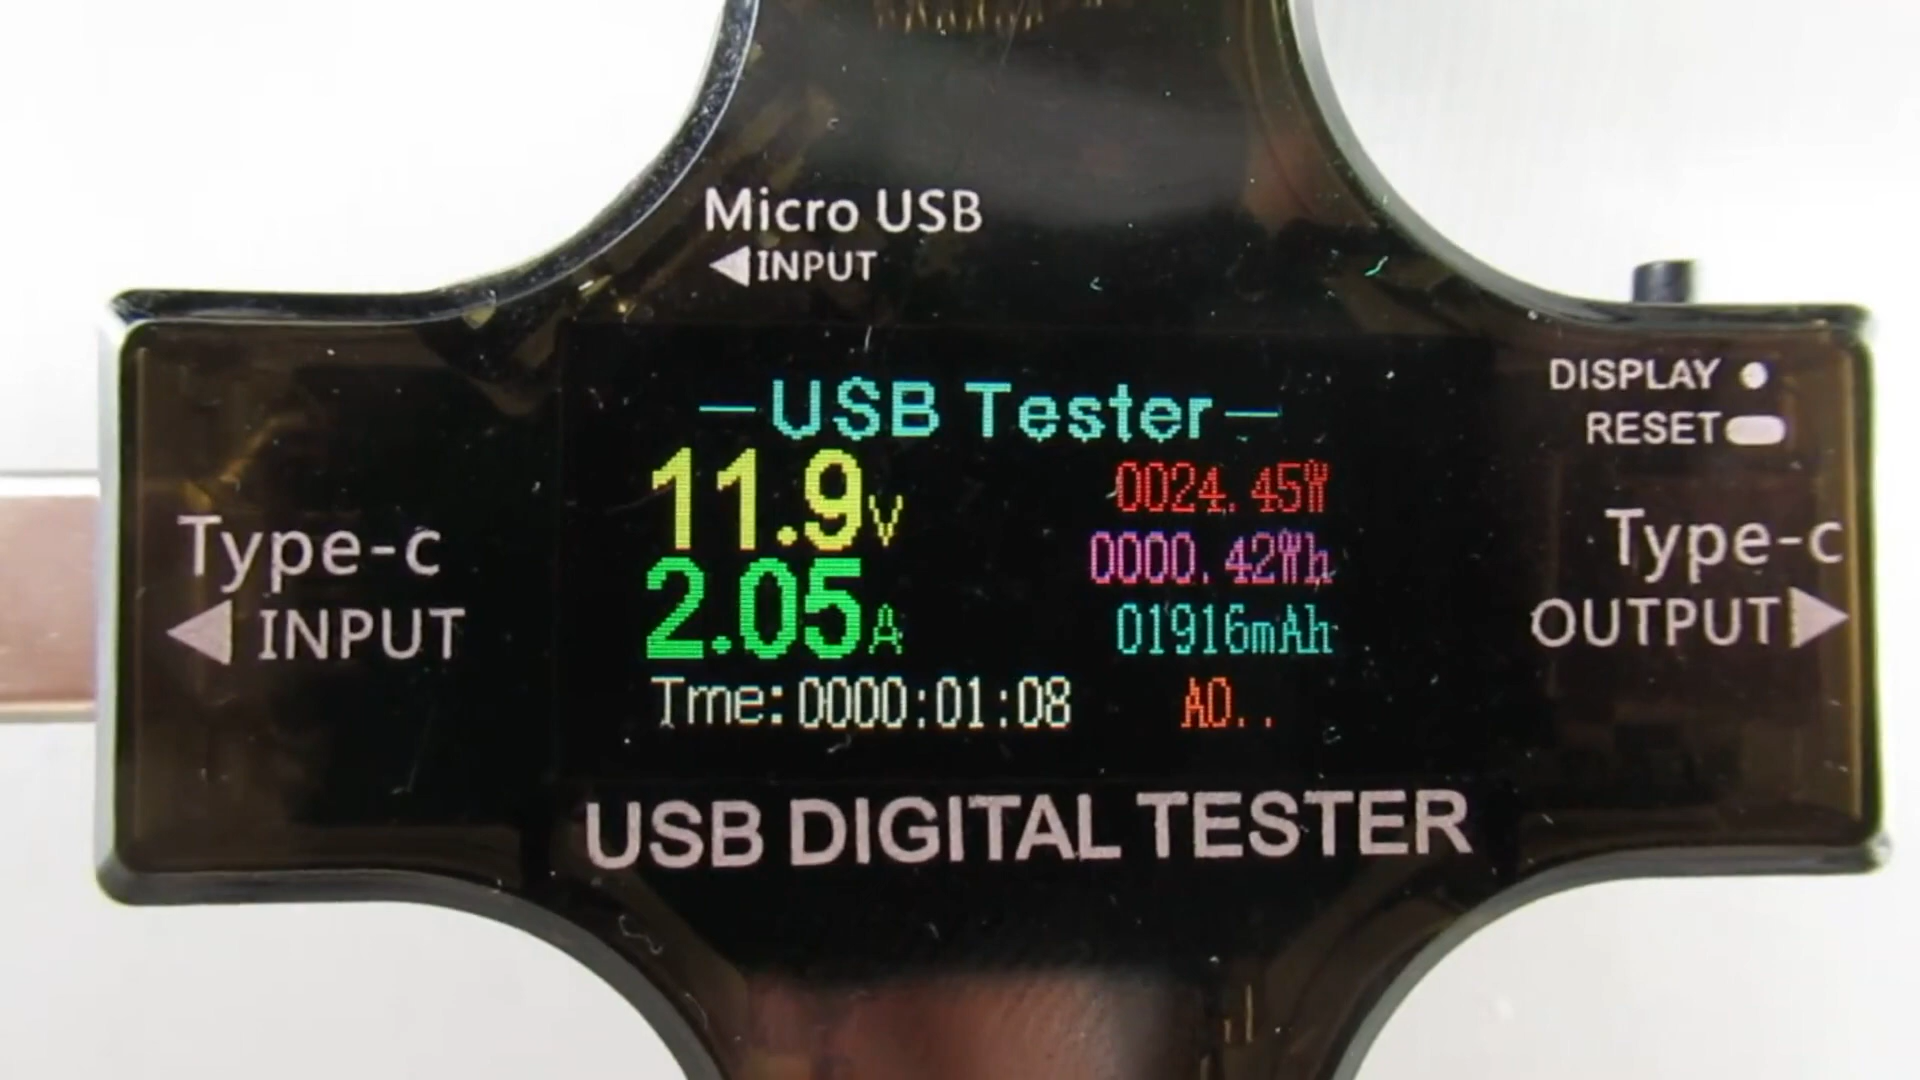 Micro USB
◀INPUT
DISPLAY
RESET
—USB Tester—
11.9V
0024.45W
0000.42Wh
2.05A
01916mAh
Tme:0000:01:08
A0..
Type-c
◀INPUT
Type-c
OUTPUT▶
USB DIGITAL TESTER